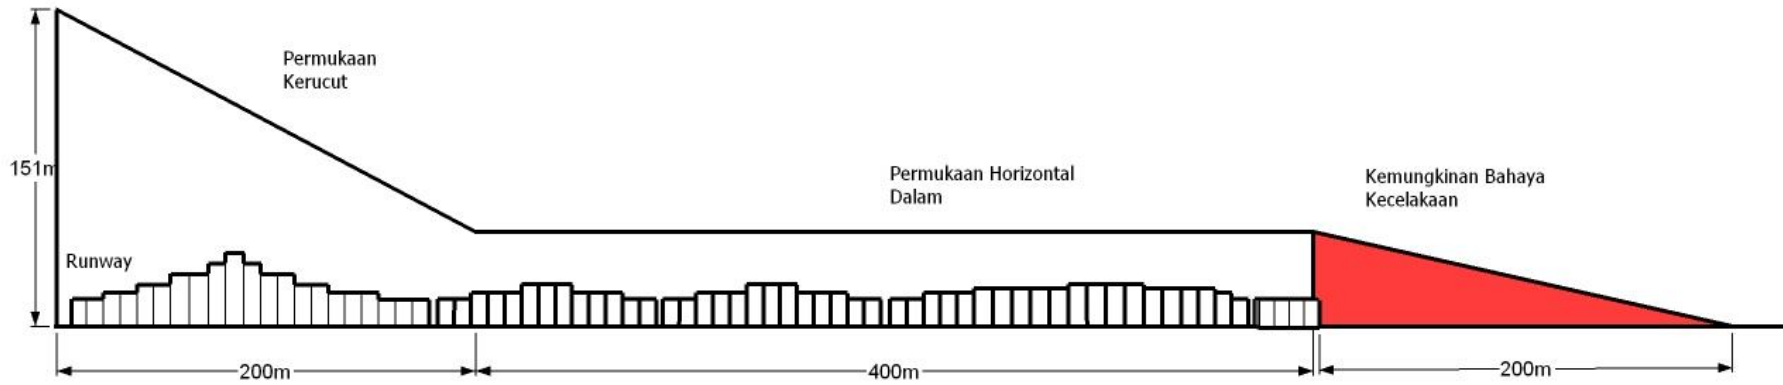 Permukaan
Kerucut
151m
Permukaan Horizontal
Dalam
Kemungkinan Bahaya
Kecelakaan
Runway
200m
400m
200m